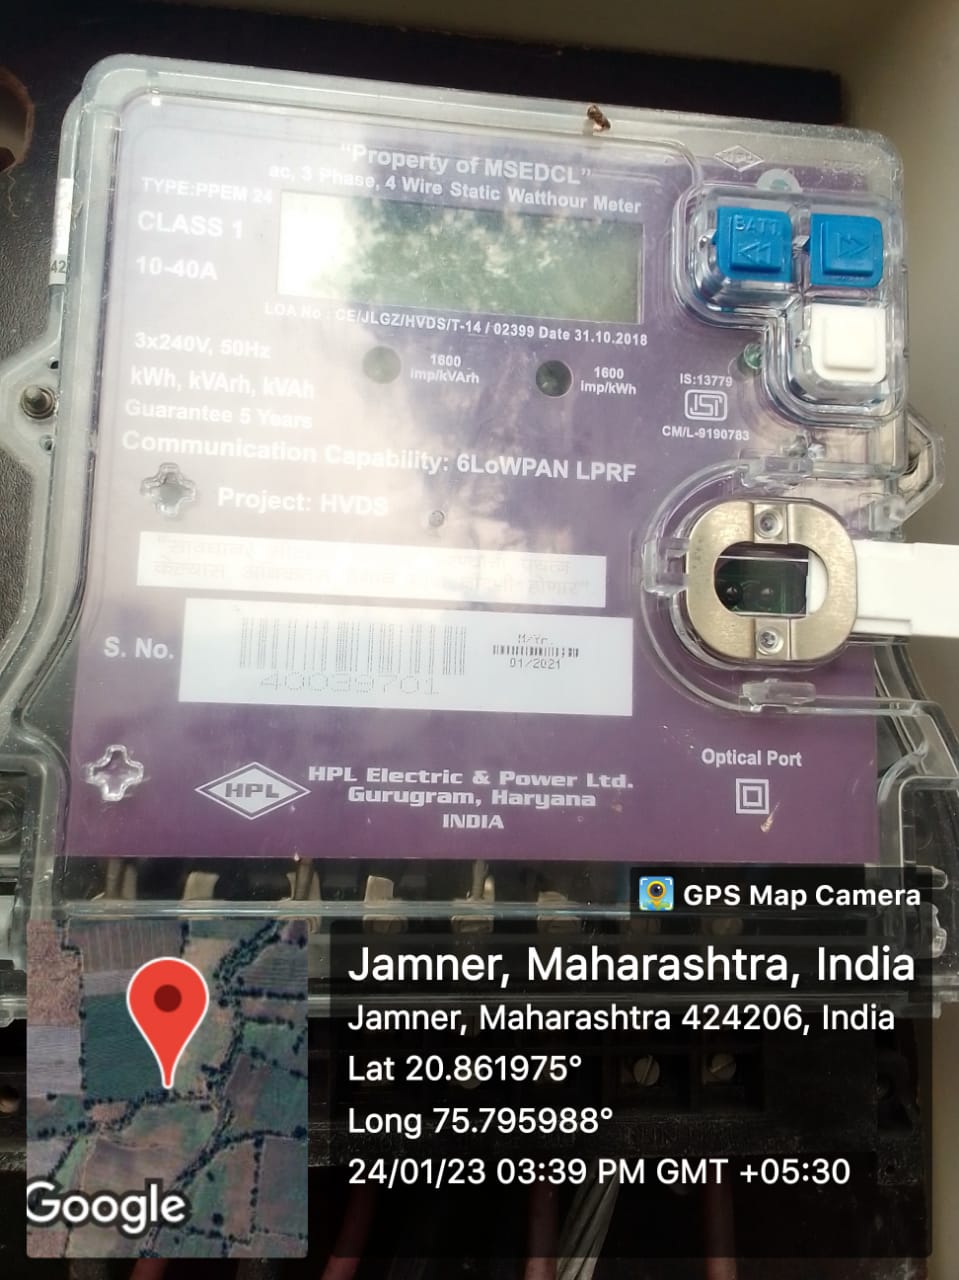 "Property of MSEDCL"
ac, 3 Phase, 4 Wire Static Watthour Meter
TYPE:PPEM 24
CLASS 1
10-40A
BATT.
42
LOA No : CE/JLGZ/HVDS/T-14 / 02399 Date 31.10.2018
3x240V, 50Hz
kWh, kVArh, kVAh
Guarantee 5 Years
1600
imp/kVArh
1600
imp/kWh
IS:13779
ISI
CM/L-9190783
Communication Capability: 6LoWPAN LPRF
Project: HVDS
S. No.
40039701
M/Yr.
01/2021
HPL
HPL Electric & Power Ltd.
Gurugram, Haryana
INDIA
Optical Port
GPS Map Camera
Jamner, Maharashtra, India
Jamner, Maharashtra 424206, India
Lat 20.861975°
Long 75.795988°
24/01/23 03:39 PM GMT +05:30
Google